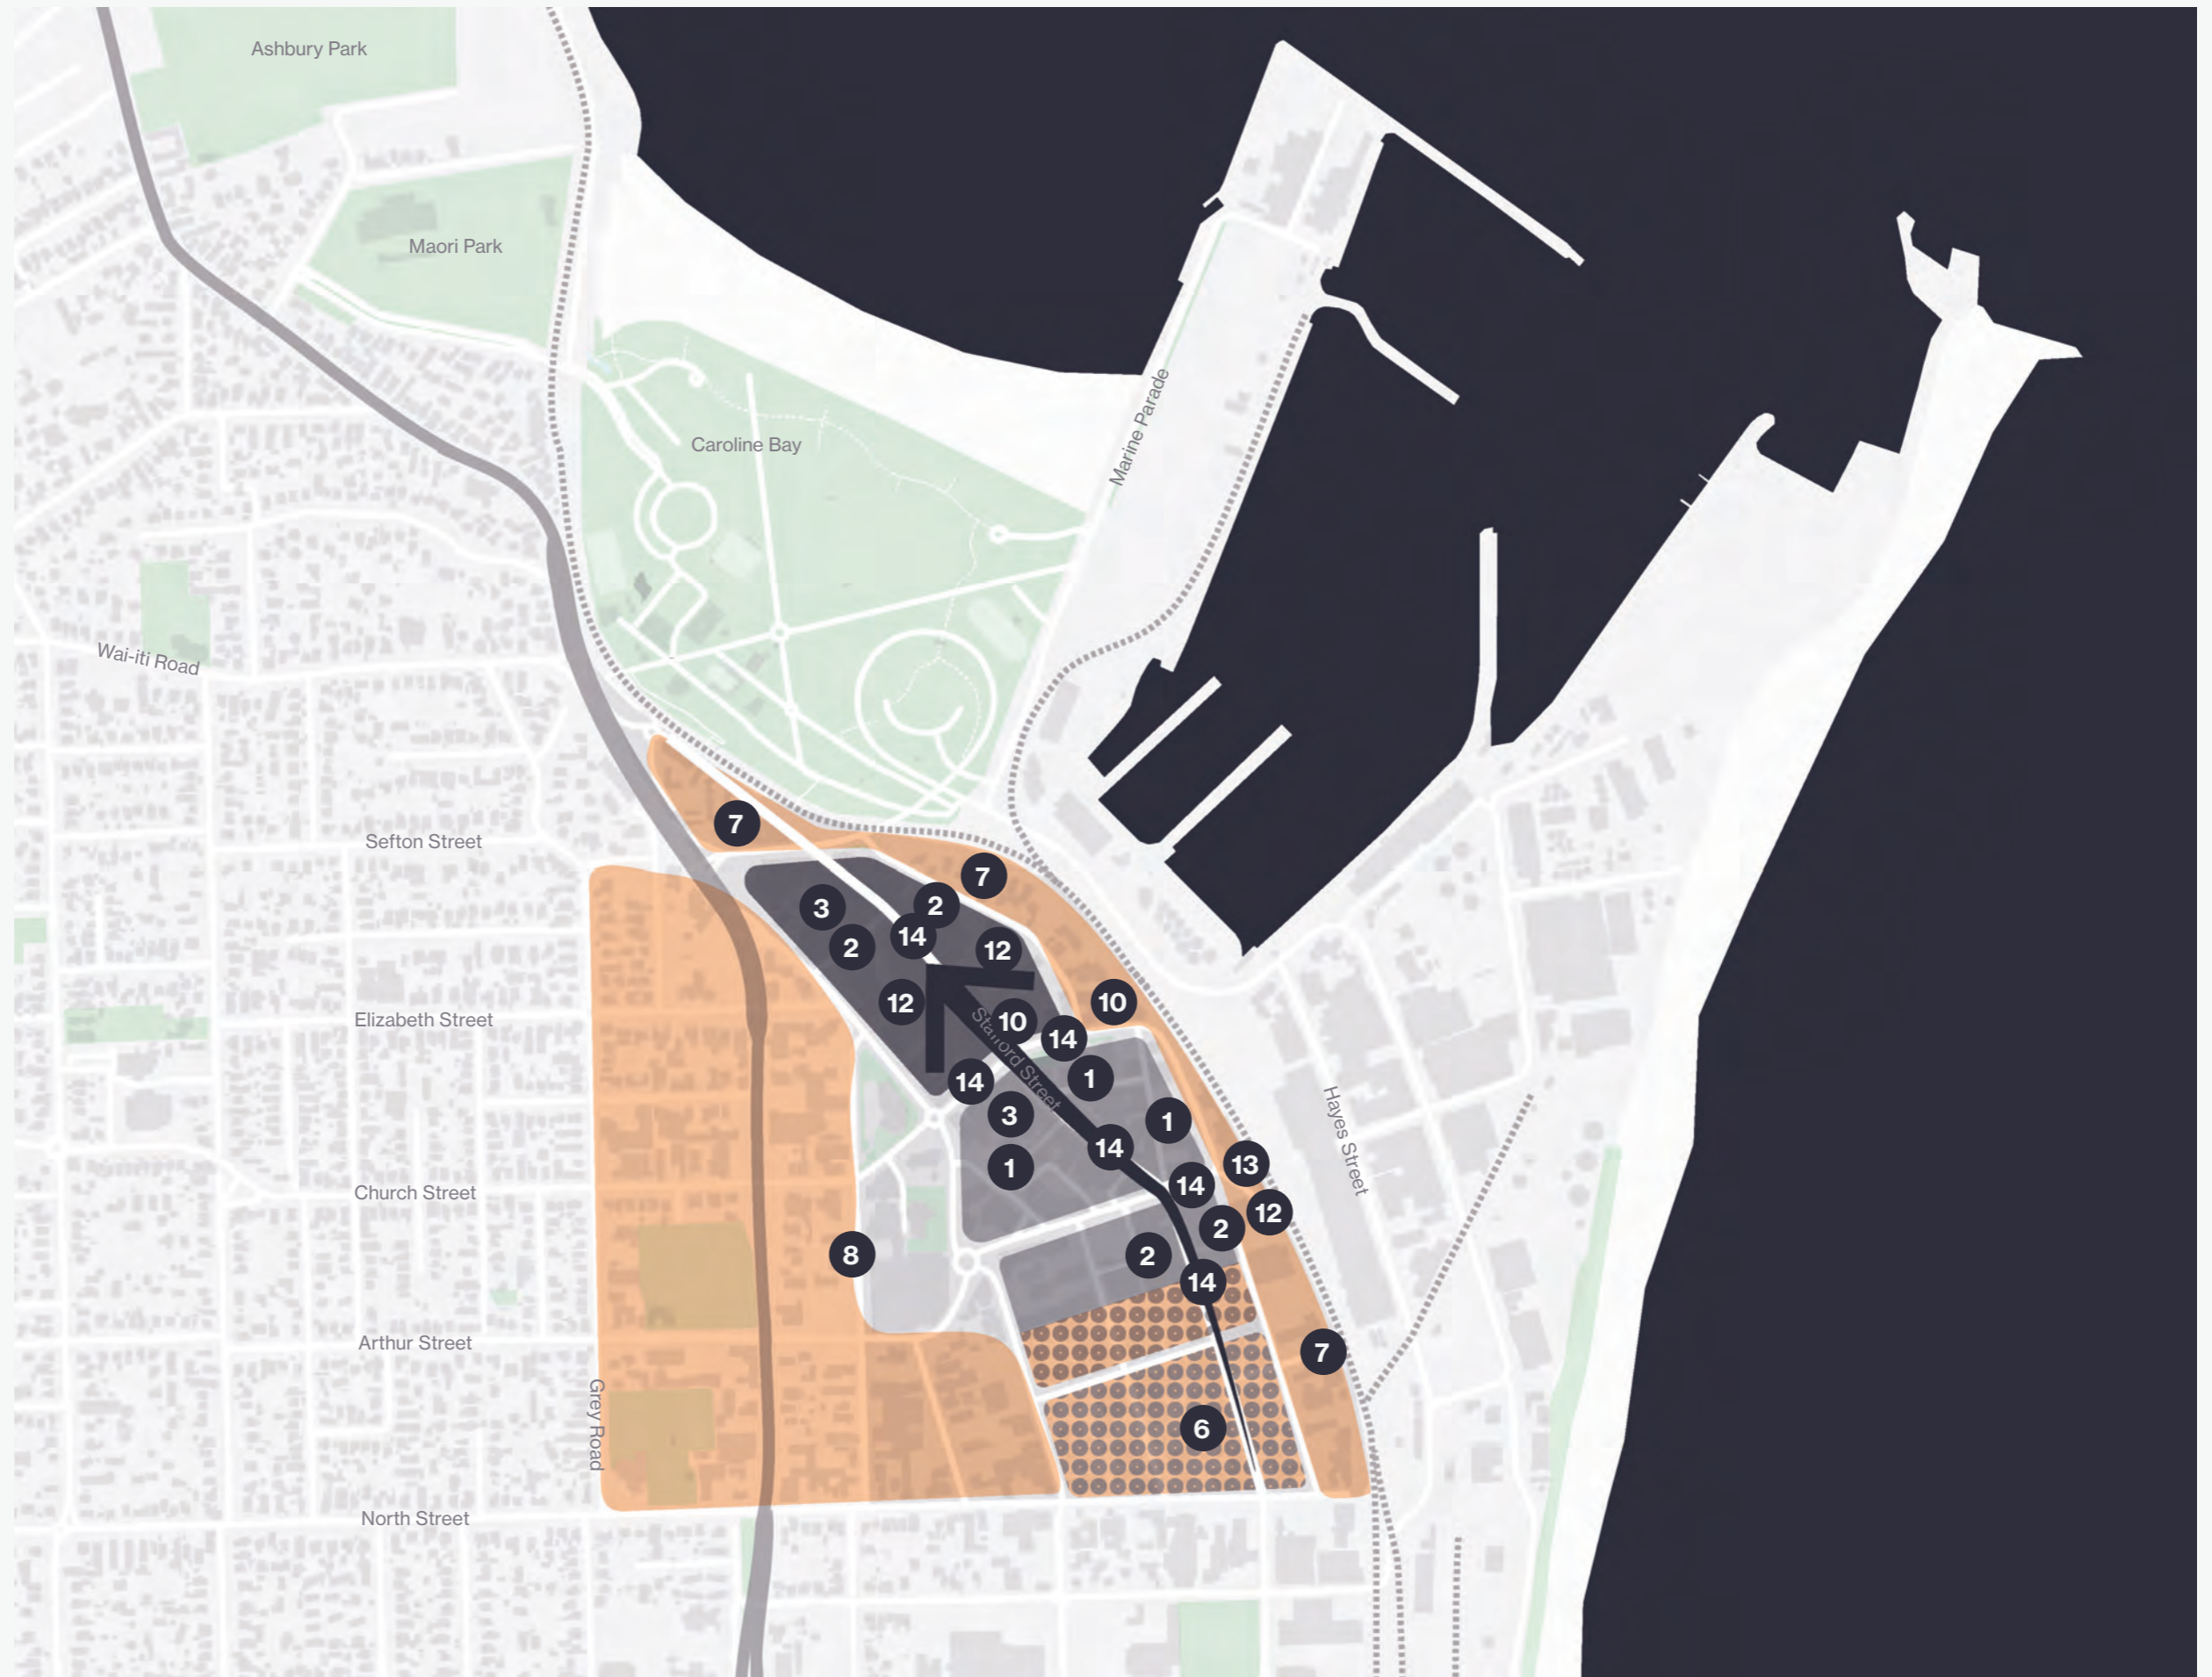 Ashbury Park
Maori Park
Caroline Bay
Marine Parade
Wai-iti Road
Sefton Street
7
7
3
2
14
2
12
12
10
10
Stafford Street
14
14
1
3
1
1
14
13
14
12
2
2
8
14
7
6
Elizabeth Street
Church Street
Hayes Street
Arthur Street
Grey Road
North Street